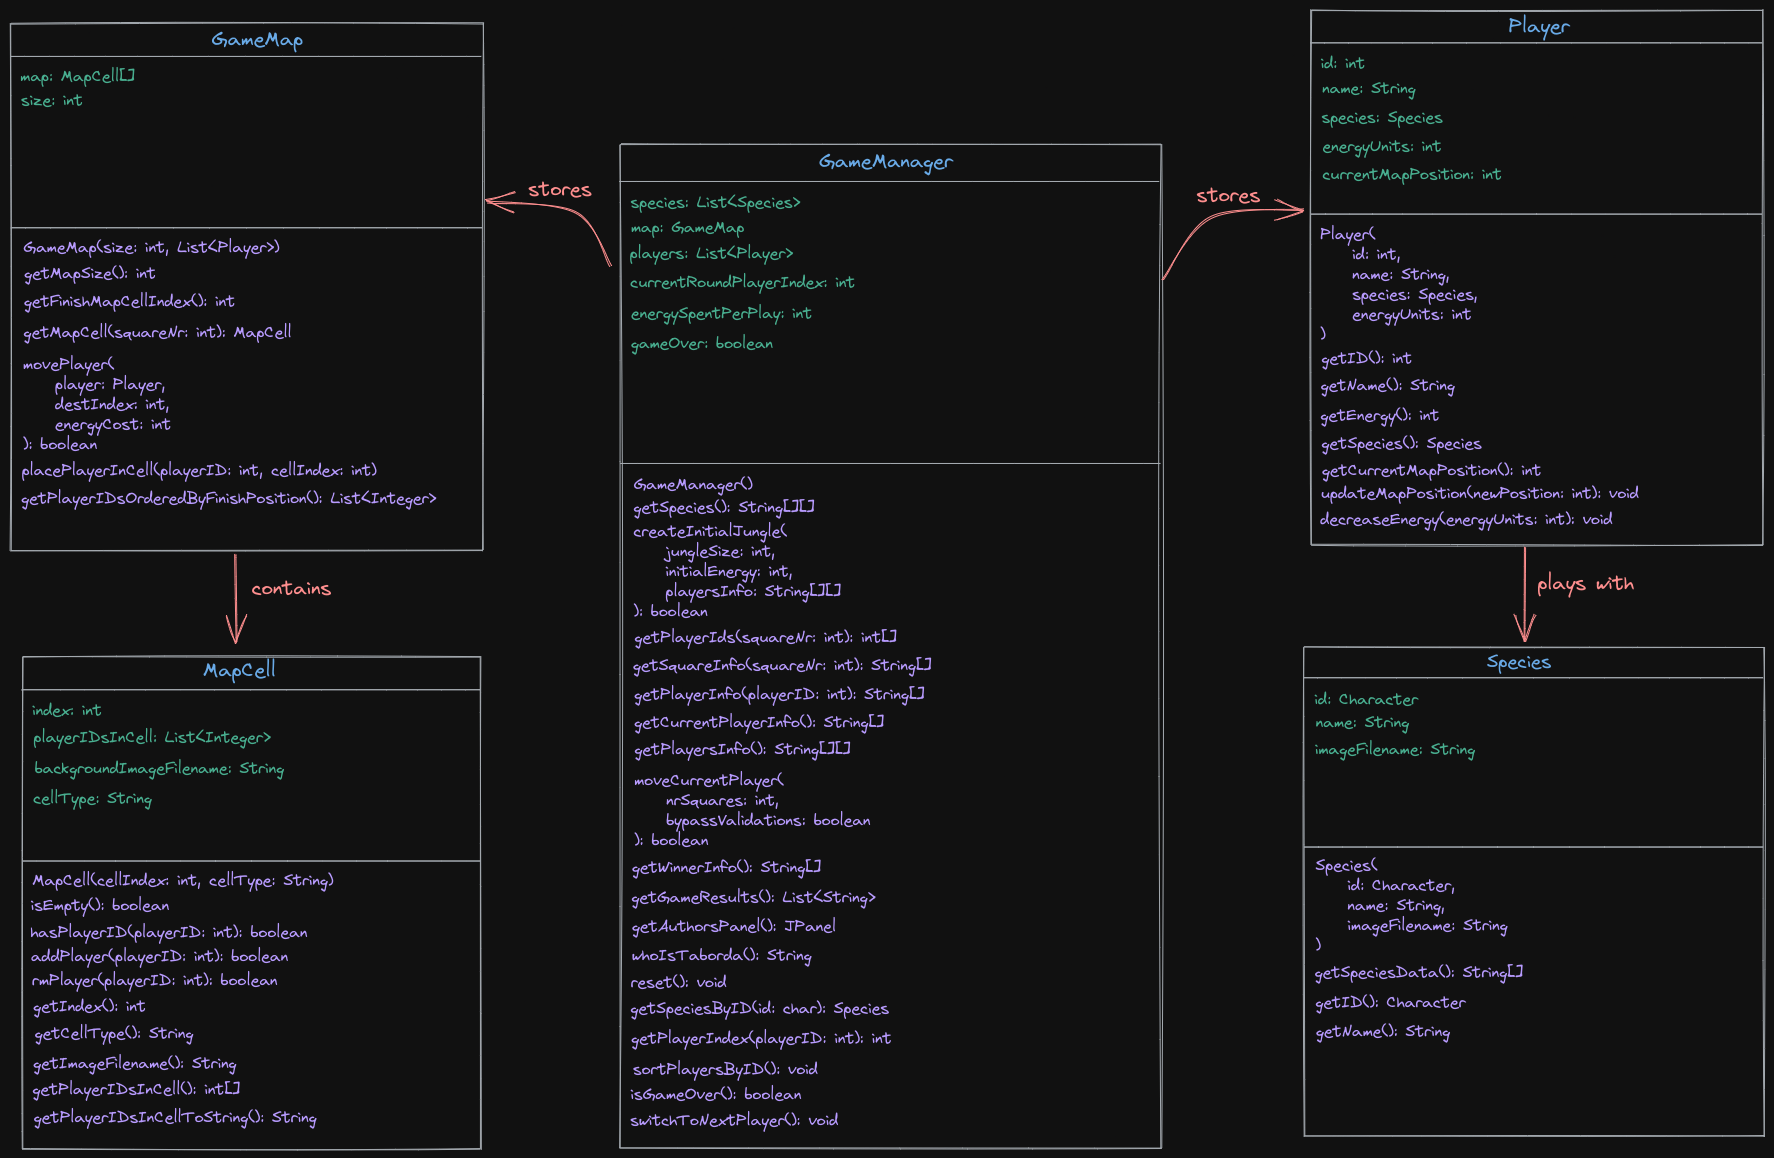 GameMap
map: MapCell[]
size: int
GameMap(size: int, List<Player>)
getMapSize(): int
getFinishMapCellIndex(): int
getMapCell(squareNr: int): MapCell
movePlayer(
player: Player,
destIndex: int,
energyCost: int
): boolean
placePlayerInCell(playerID: int, cellIndex: int)
getPlayerIDsOrderedByFinishPosition(): List<Integer>
contains
MapCell
index: int
playerIDsInCell: List<Integer>
backgroundImageFilename: String
cellType: String
MapCell(cellIndex: int, cellType: String)
isEmpty(): boolean
hasPlayerID(playerID: int): boolean
addPlayer(playerID: int): boolean
rmPlayer(playerID: int): boolean
getIndex(): int
getCellType(): String
getImageFilename(): String
getPlayerIDsInCell(): int[]
getPlayerIDsInCellToString(): String
stores
GameManager
species: List<Species>
map: GameMap
players: List<Player>
currentRoundPlayerIndex: int
energySpentPerPlay: int
gameOver: boolean
GameManager()
getSpecies(): String[][]
createInitialJungle(
jungleSize: int,
initialEnergy: int,
playersInfo: String[][]
): boolean
getPlayerIds(squareNr: int): int[]
getSquareInfo(squareNr: int): String[]
getPlayerInfo(playerID: int): String[]
getCurrentPlayerInfo(): String[]
getPlayersInfo(): String[][]
moveCurrentPlayer(
nrSquares: int,
bypassValidations: boolean
): boolean
getWinnerInfo(): String[]
getGameResults(): List<String>
getAuthorsPanel(): JPanel
whoIsTaborda(): String
reset(): void
getSpeciesByID(id: char): Species
getPlayerIndex(playerID: int): int
sortPlayersByID(): void
isGameOver(): boolean
switchToNextPlayer(): void
stores
Player
id: int
name: String
species: Species
energyUnits: int
currentMapPosition: int
Player(
id: int,
name: String,
species: Species,
energyUnits: int
)
getID(): int
getName(): String
getEnergy(): int
getSpecies(): Species
getCurrentMapPosition(): int
updateMapPosition(newPosition: int): void
decreaseEnergy(energyUnits: int): void
plays with
Species
id: Character
name: String
imageFilename: String
Species(
id: Character,
name: String,
imageFilename: String
)
getSpeciesData(): String[]
getID(): Character
getName(): String